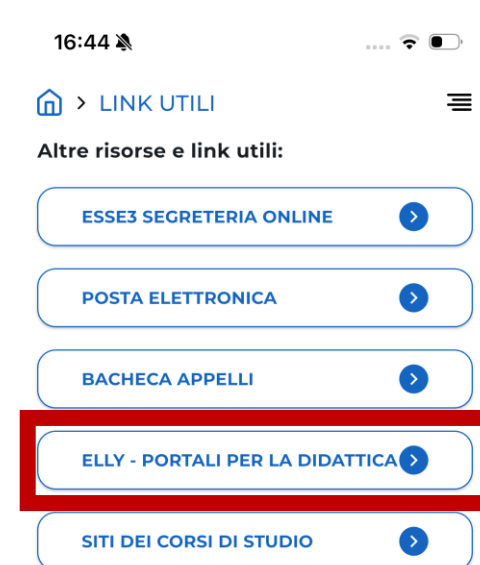 16:44
> LINK UTILI
Altre risorse e link utili:
ESSE3 SEGRETERIA ONLINE
POSTA ELETTRONICA
BACHECA APPELLI
ELLY - PORTALI PER LA DIDATTICA
SITI DEI CORSI DI STUDIO